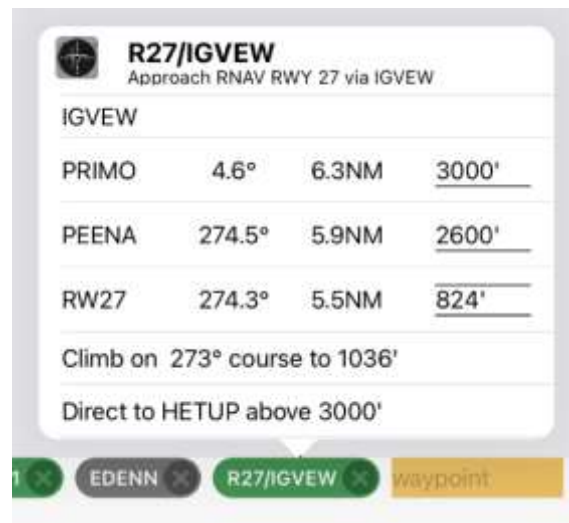 R27/IGVEW
Approach RNAV RWY 27 via IGVEW
IGVEW
PRIMO 4.6° 6.3NM 3000'
PEENA 274.5° 5.9NM 2600'
RW27 274.3° 5.5NM 824'
Climb on 273° course to 1036'
Direct to HETUP above 3000'
1 EDENN R27/IGVEW waypoint